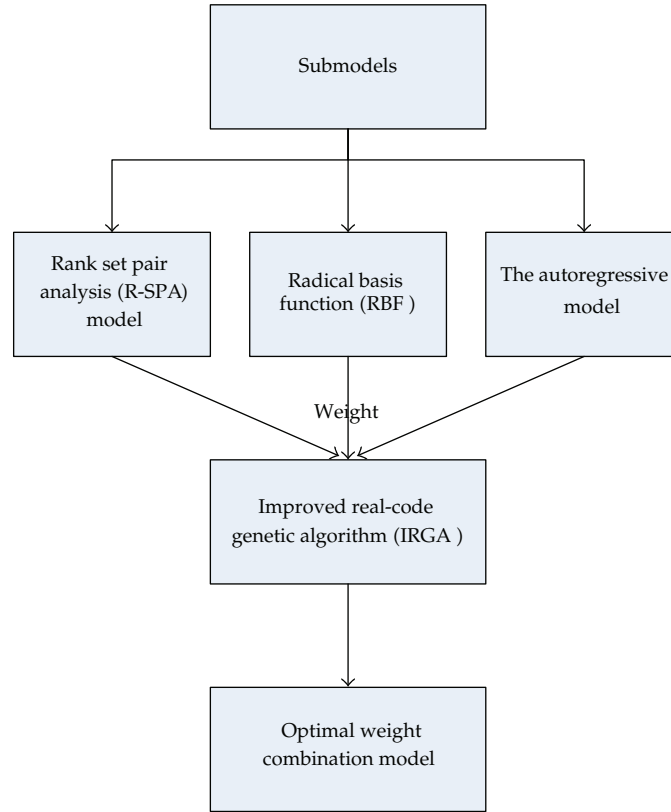 Submodels
Rank set pair
analysis (R-SPA)
model
Radical basis
function (RBF )
The autoregressive
model
Weight
Improved real-code
genetic algorithm (IRGA )
Optimal weight
combination model